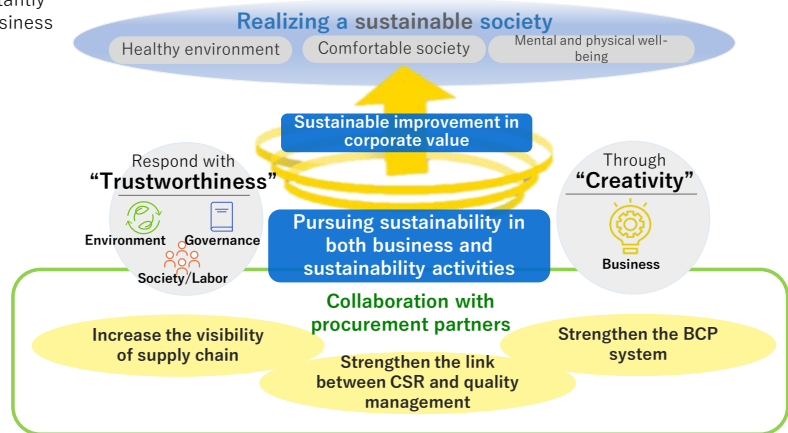 siness
Realizing a sustainable society
Healthy environment
Comfortable society
Mental and physical well-
being
Sustainable improvement in
corporate value
Respond with
“Trustworthiness”
Environment
Governance
Society/Labor
Through
“Creativity”
Business
Pursuing sustainability in
both business and
sustainability activities
Collaboration with
procurement partners
Increase the visibility
of supply chain
Strengthen the link
between CSR and quality
management
Strengthen the BCP
system